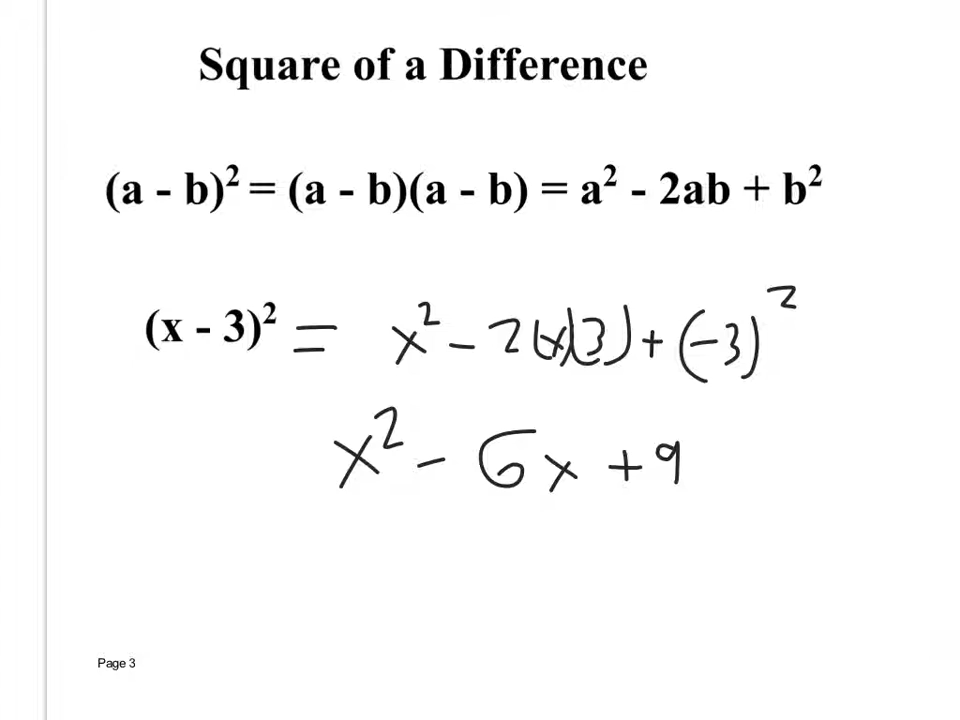 Square of a Difference
(a - b)² = (a - b)(a - b) = a² - 2ab + b²
(x - 3)² = x² - 2(x)(3) + (-3)²
x² - 6x + 9
Page 3